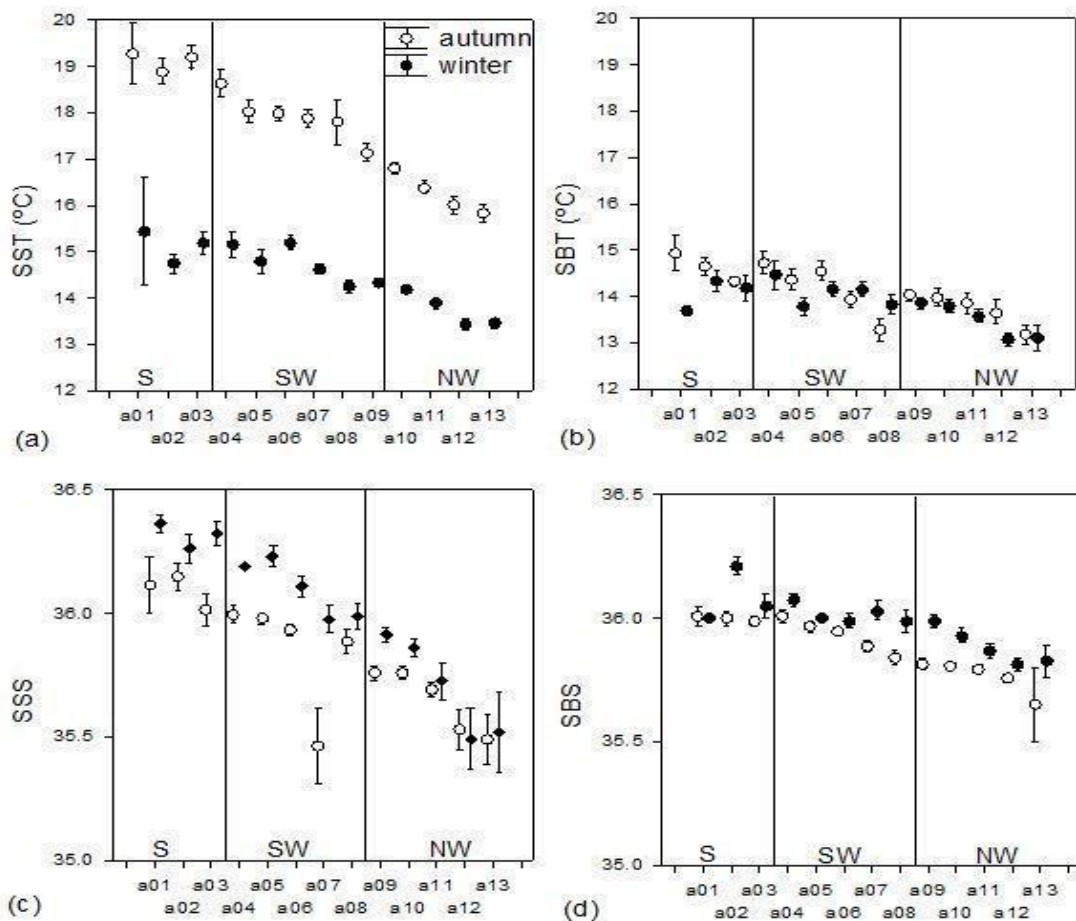 20
19
18
17
16
15
14
13
12
SST (ºC)
autumn
winter
S SW NW
a01 a03 a05 a07 a09 a11 a13
a02 a04 a06 a08 a10 a12
(a)
20
19
18
17
16
15
14
13
12
SBT (ºC)
S SW NW
a01 a03 a05 a07 a09 a11 a13
a02 a04 a06 a08 a10 a12
(b)
36.5
36.0
35.5
35.0
SSS
S SW NW
a01 a03 a05 a07 a09 a11 a13
a02 a04 a06 a08 a10 a12
(c)
36.5
36.0
35.5
35.0
SBS
S SW NW
a01 a03 a05 a07 a09 a11 a13
a02 a04 a06 a08 a10 a12
(d)